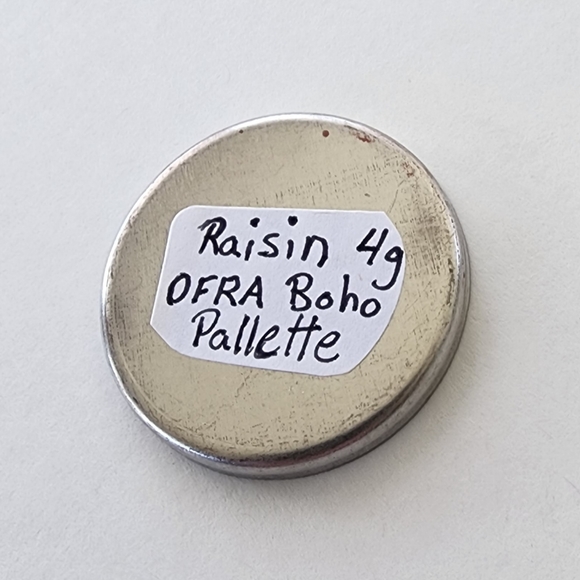 Raisin 4g
OFRA Boho
Pallette